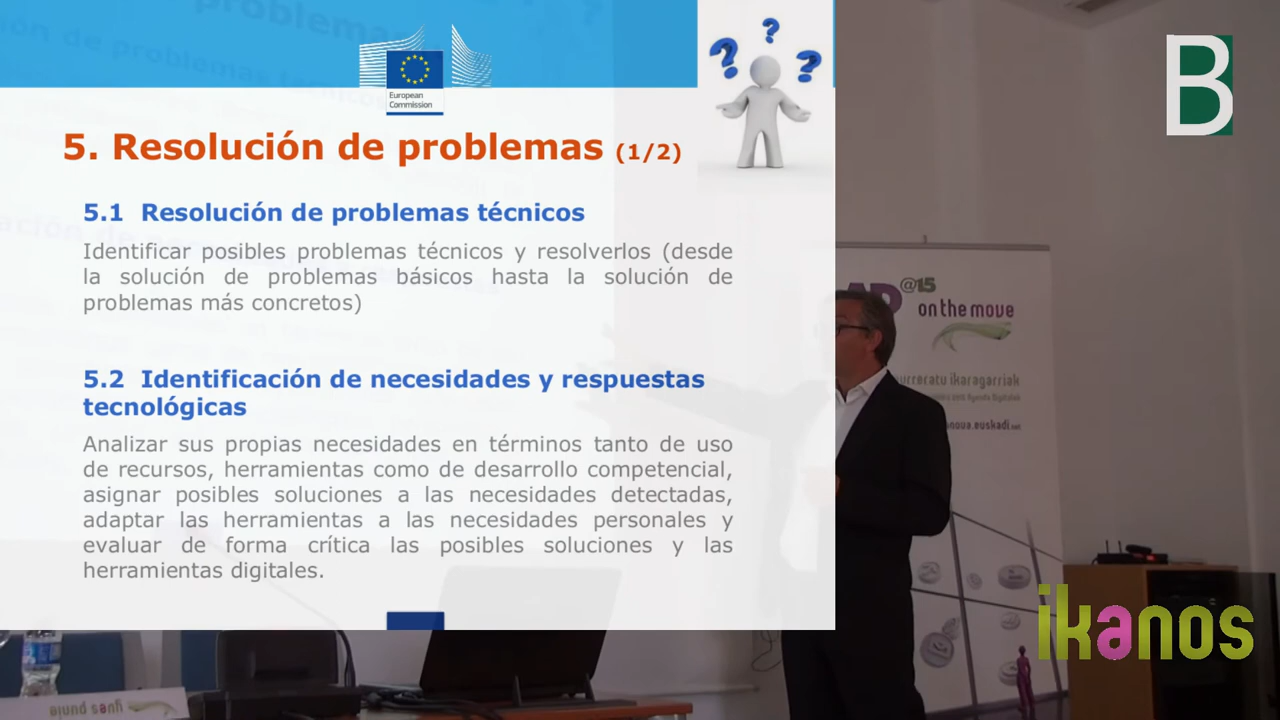 European
Commission
5. Resolución de problemas (1/2)
5.1 Resolución de problemas técnicos
Identificar posibles problemas técnicos y resolverlos (desde
la solución de problemas básicos hasta la solución de
problemas más concretos)
5.2 Identificación de necesidades y respuestas
tecnológicas
Analizar sus propias necesidades en términos tanto de uso
de recursos, herramientas como de desarrollo competencial,
asignar posibles soluciones a las necesidades detectadas,
adaptar las herramientas a las necesidades personales y
evaluar de forma crítica las posibles soluciones y las
herramientas digitales.
B
@15
on the move
ikaragarriak
euskadi.net
ikanos